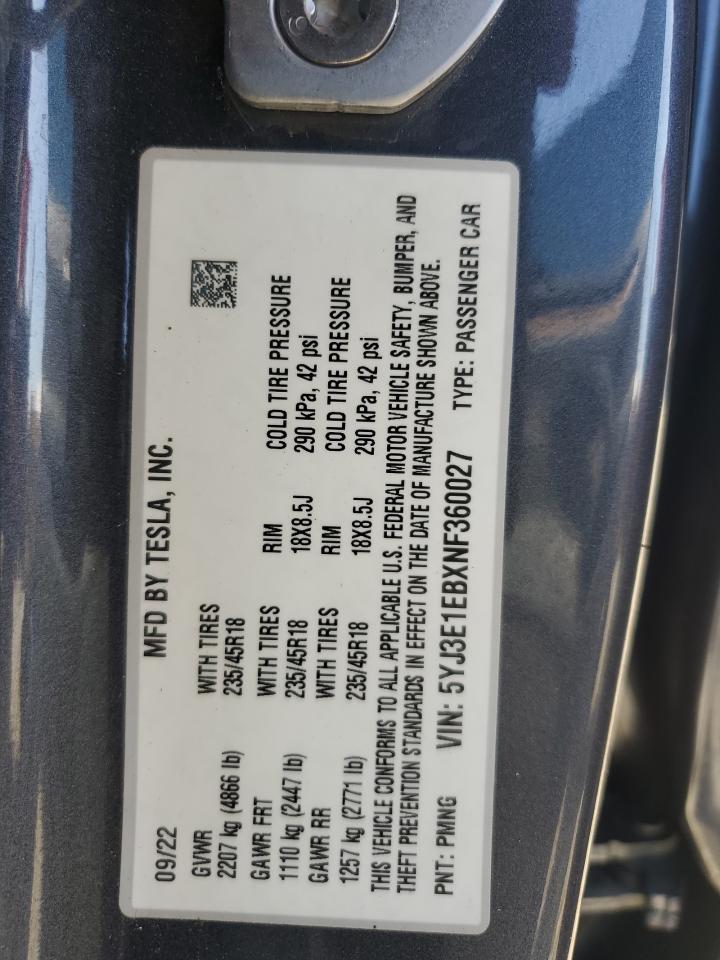 MFD BY TESLA, INC.
09/22
GVWR WITH TIRES
2207 kg (4866 lb) 235/45R18
GAWR FRT WITH TIRES RIM COLD TIRE PRESSURE
1110 kg (2447 lb) 235/45R18 18X8.5J 290 kPa, 42 psi
GAWR RR WITH TIRES RIM COLD TIRE PRESSURE
1257 kg (2771 lb) 235/45R18 18X8.5J 290 kPa, 42 psi
THIS VEHICLE CONFORMS TO ALL APPLICABLE U.S. FEDERAL MOTOR VEHICLE SAFETY, BUMPER, AND
THEFT PREVENTION STANDARDS IN EFFECT ON THE DATE OF MANUFACTURE SHOWN ABOVE.
PNT: PMNG VIN: 5YJ3E1EBXNF360027 TYPE: PASSENGER CAR